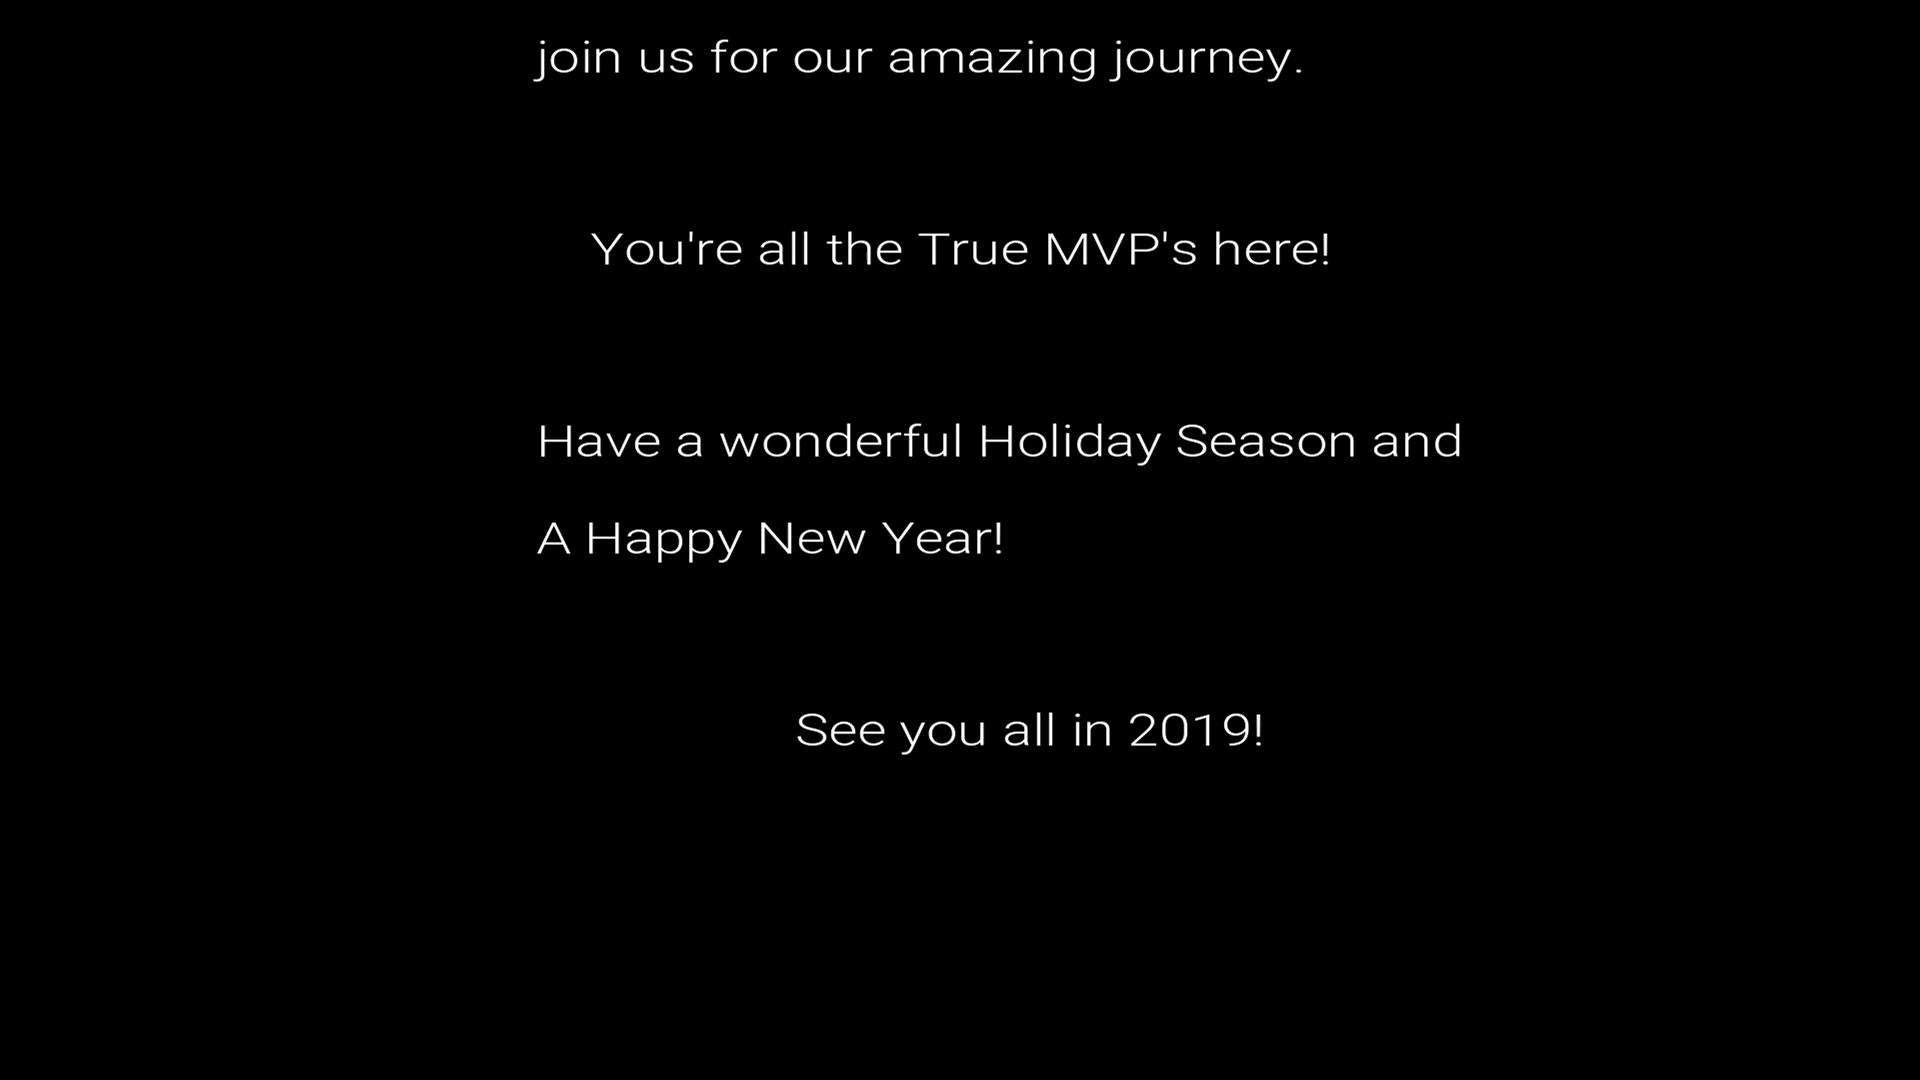 join us for our amazing journey.
You're all the True MVP's here!
Have a wonderful Holiday Season and
A Happy New Year!
See you all in 2019!